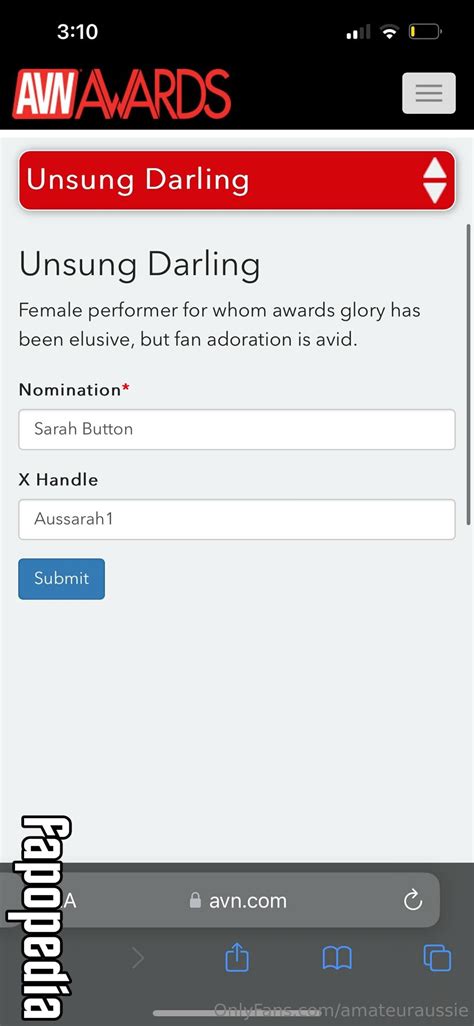 3:10
AVN AWARDS
Unsung Darling
Unsung Darling
Female performer for whom awards glory has
been elusive, but fan adoration is avid.
Nomination*
Sarah Button
X Handle
Aussarah1
Submit
Fapopedia
A
avn.com
OnlyFans.com/amateuraussie